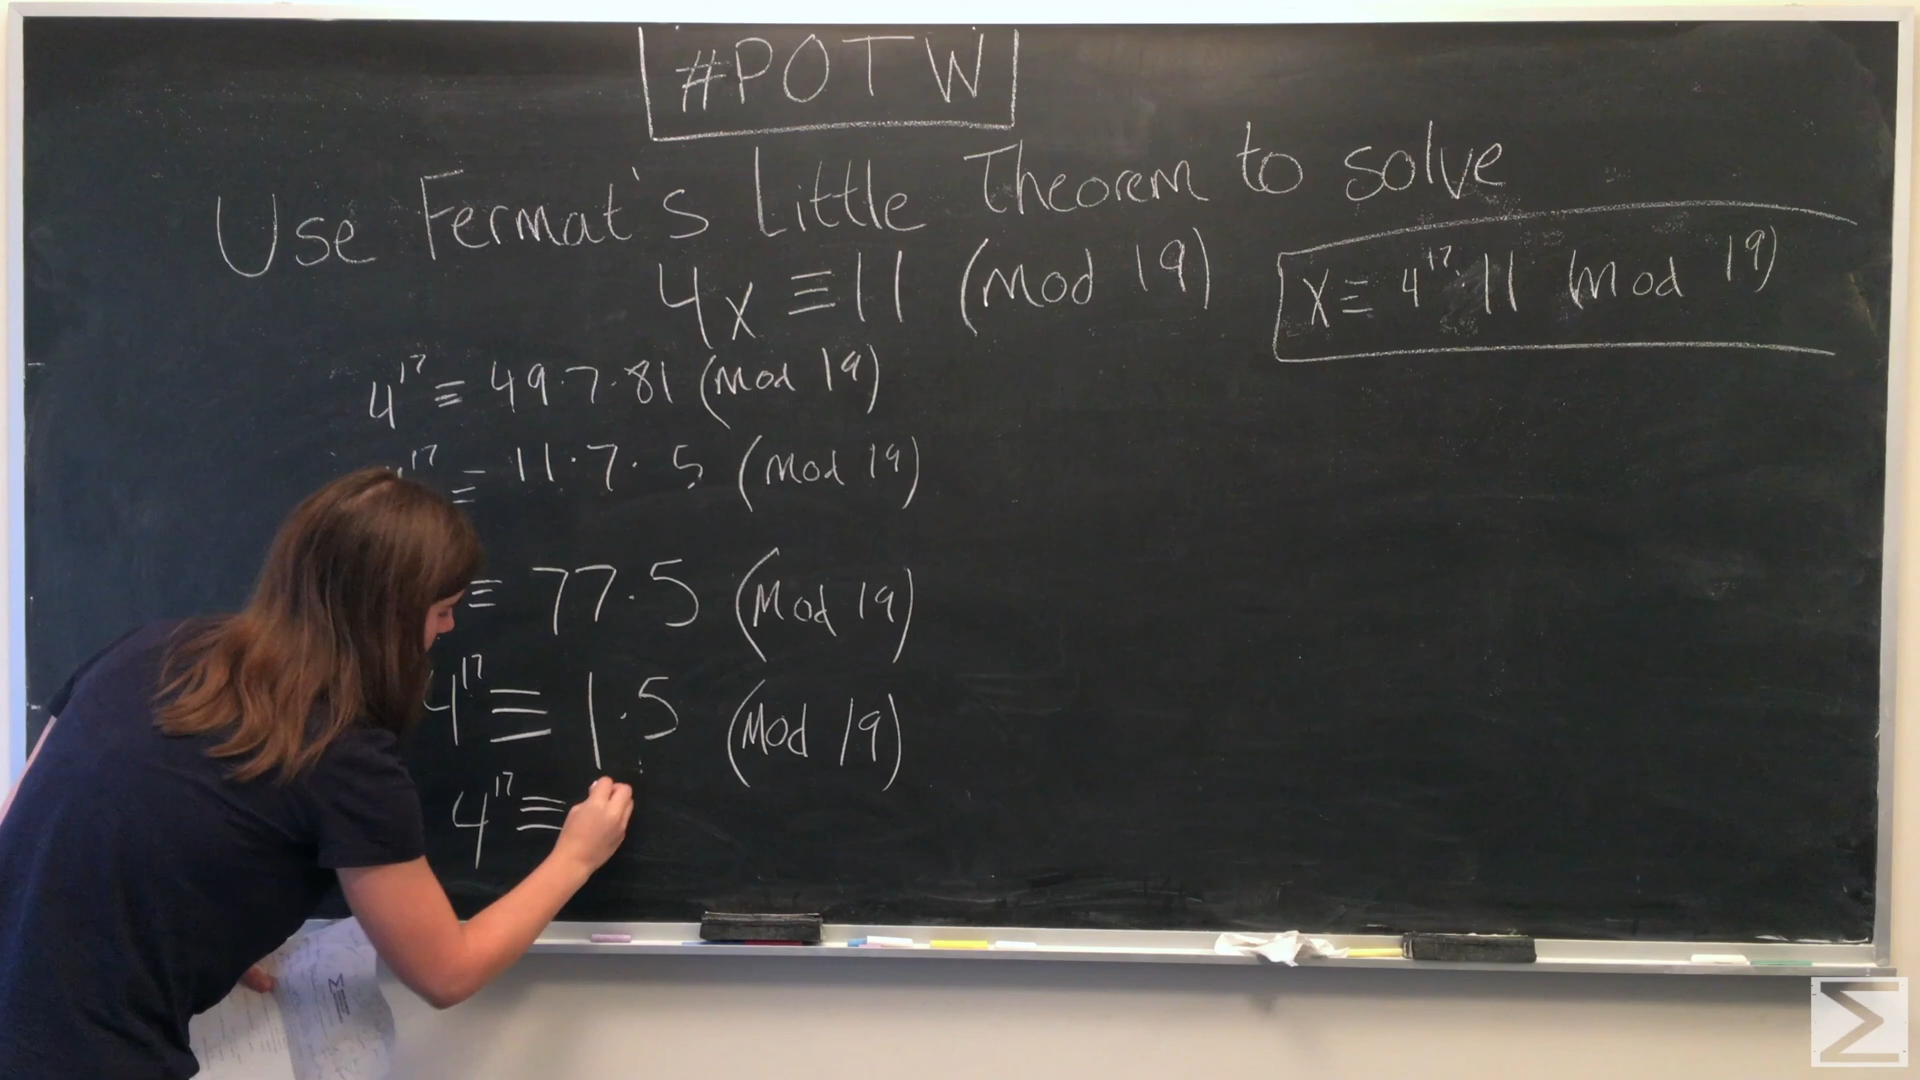 #POTW
Use Fermat's Little Theorem to solve
4x ≡ 11 (mod 19)
x ≡ 4¹⁷·11 mod 19)
4¹⁷ ≡ 49·7·81 (mod 19)
¹⁷ ≡ 11·7·5 (mod 19)
≡ 77·5 (mod 19)
4¹⁷ ≡ 1·5 (mod 19)
4¹⁷ ≡